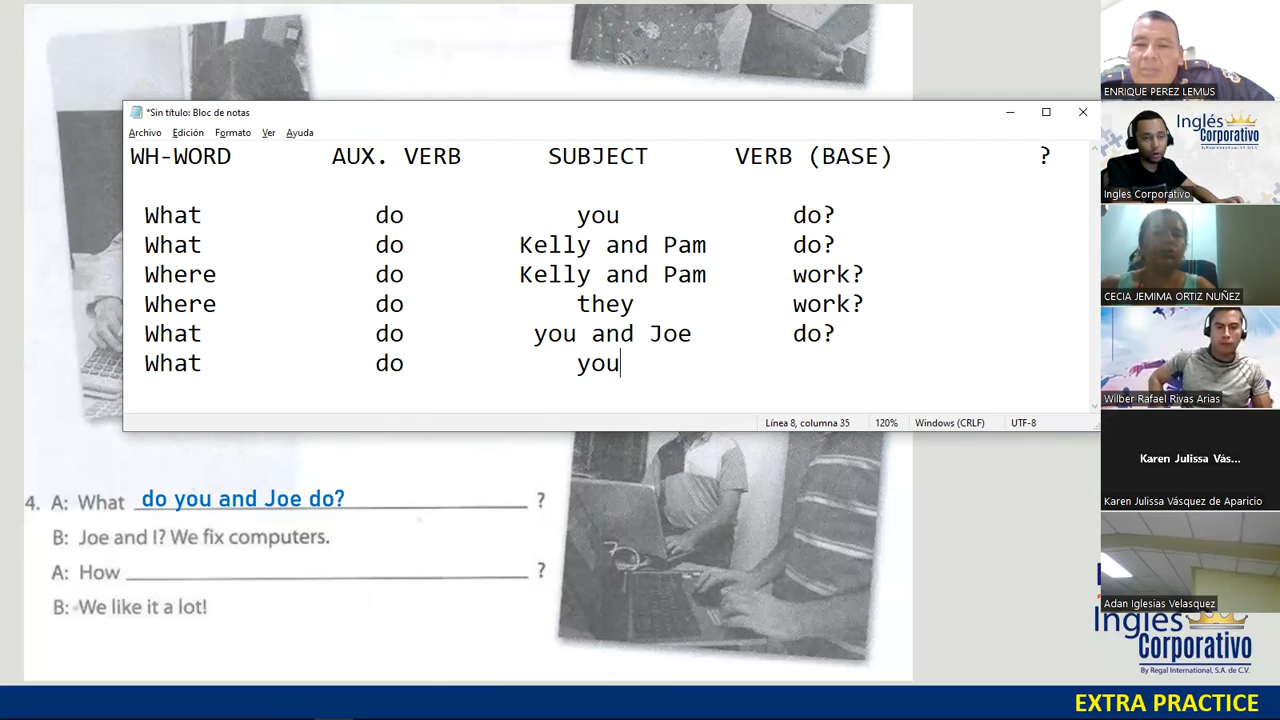 *Sin título: Bloc de notas
Archivo Edición Formato Ver Ayuda
WH-WORD AUX. VERB SUBJECT VERB (BASE) ?
What do you do?
What do Kelly and Pam do?
Where do Kelly and Pam work?
Where do they work?
What do you and Joe do?
What do you
Línea 8, columna 35 120% Windows (CRLF) UTF-8
4. A: What do you and Joe do? ?
B: Joe and I? We fix computers.
A: How ?
B: We like it a lot!
ENRIQUE PEREZ LEMUS
Inglés
Corporativo
By Regal International, S.A. de C.V.
Ingles Corporativo
CECIA JEMIMA ORTIZ NUÑEZ
Wilber Rafael Rivas Arias
Karen Julissa Vás...
Karen Julissa Vásquez de Aparicio
Adan Iglesias Velasquez
Inglés
Corporativo
By Regal International, S.A. de C.V.
EXTRA PRACTICE